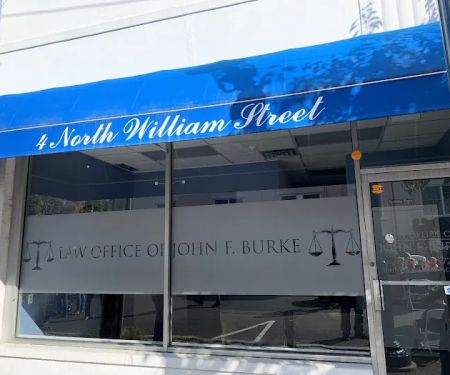 4 North William Street
LAW OFFICE OF JOHN F. BURKE